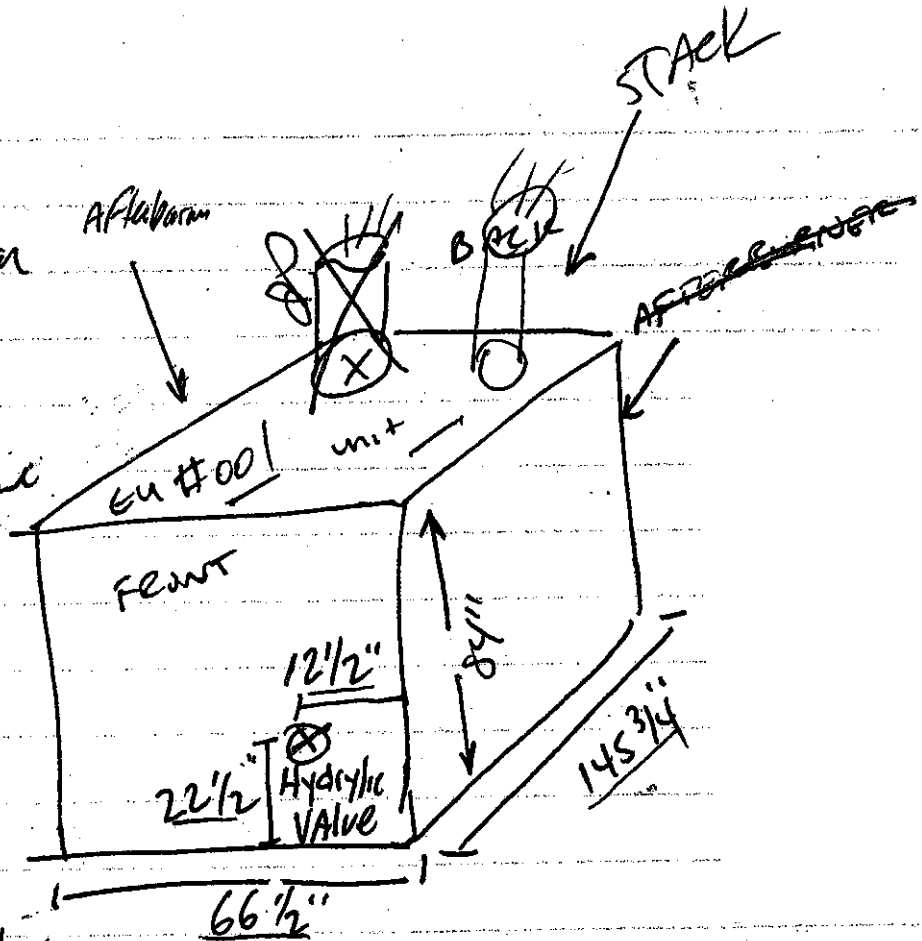 STACK
BACK
AFTERBURNER
EU #001 unit
FRONT
12 1/2"
84"
22 1/2"
Hydrylic
VAlve
145 3/4"
66 1/2"